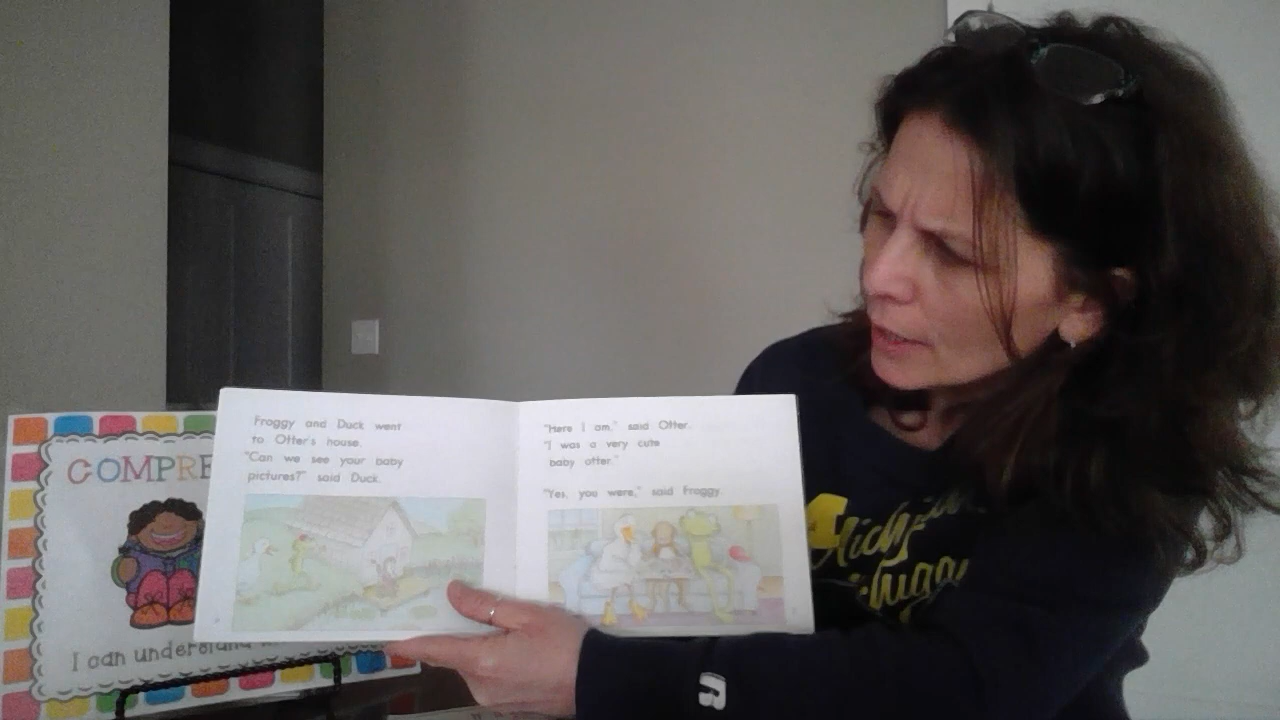 Froggy and Duck went
to Otter's house.
"Can we see your baby
pictures?" said Duck.
"Here I am," said Otter.
"I was a very cute
baby otter."
"Yes, you were," said Froggy.
COMPRE
I can understand